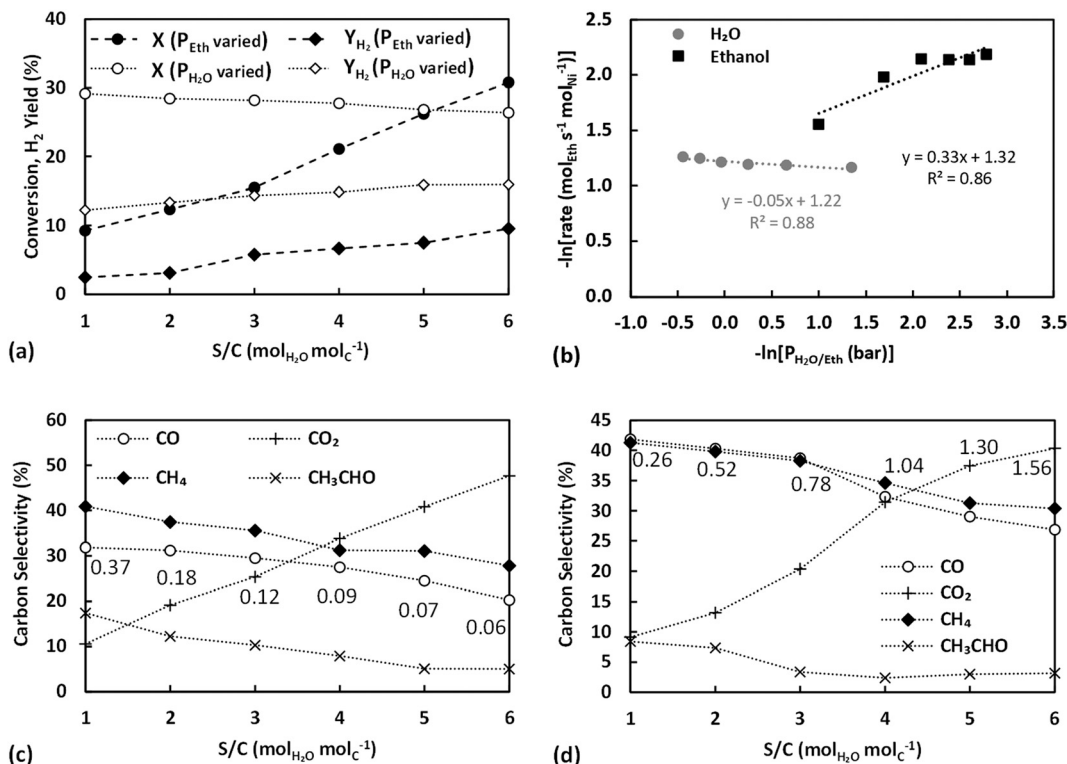 X (P_Eth varied)
Y_H₂ (P_Eth varied)
X (P_H₂O varied)
Y_H₂ (P_H₂O varied)
Conversion, H₂ Yield (%)
40
30
20
10
0
1 2 3 4 5 6
S/C (mol_H₂O mol_C⁻¹)
(a)
H₂O
Ethanol
-ln[rate (mol_Eth s⁻¹ mol_Ni⁻¹)]
2.5
2.0
1.5
1.0
0.5
0.0
y = 0.33x + 1.32
R² = 0.86
y = -0.05x + 1.22
R² = 0.88
-1.0 -0.5 0.0 0.5 1.0 1.5 2.0 2.5 3.0 3.5
-ln[P_H₂O/Eth (bar)]
(b)
CO
CO₂
CH₄
CH₃CHO
Carbon Selectivity (%)
60
50
40
30
20
10
0
0.37 0.18 0.12 0.09 0.07 0.06
1 2 3 4 5 6
S/C (mol_H₂O mol_C⁻¹)
(c)
Carbon Selectivity (%)
45
40
35
30
25
20
15
10
5
0
0.26 0.52 0.78 1.04 1.30 1.56
CO
CO₂
CH₄
CH₃CHO
1 2 3 4 5 6
S/C (mol_H₂O mol_C⁻¹)
(d)